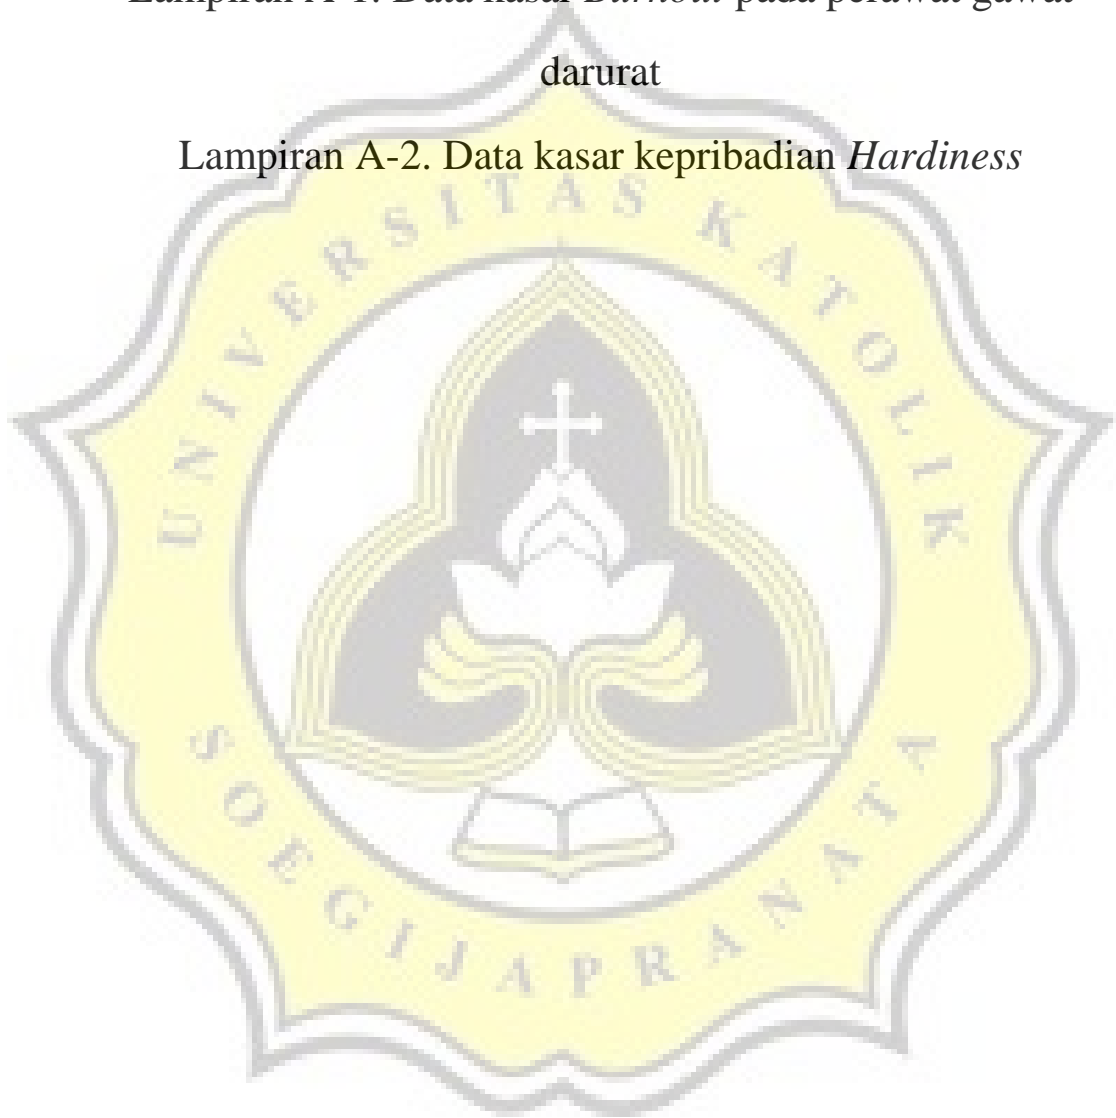 Lampiran A-1. Data kasar Burnout pada perawat gawat
darurat
Lampiran A-2. Data kasar kepribadian Hardiness
UNIVERSITAS KATOLIK
SOEGIJAPRANATA